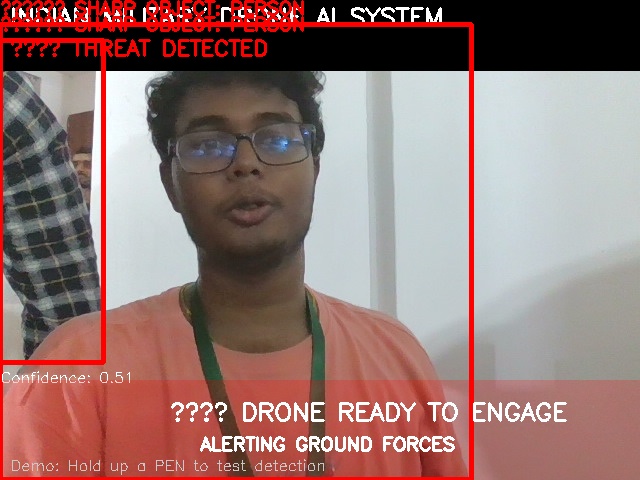 ?????? SHARP OBJECT: PERSON
INDIAN MILITARY DRONE AI SYSTEM
?????? SHARP OBJECT: PERSON
???? THREAT DETECTED
Confidence: 0.51
???? DRONE READY TO ENGAGE
ALERTING GROUND FORCES
Demo: Hold up a PEN to test detection